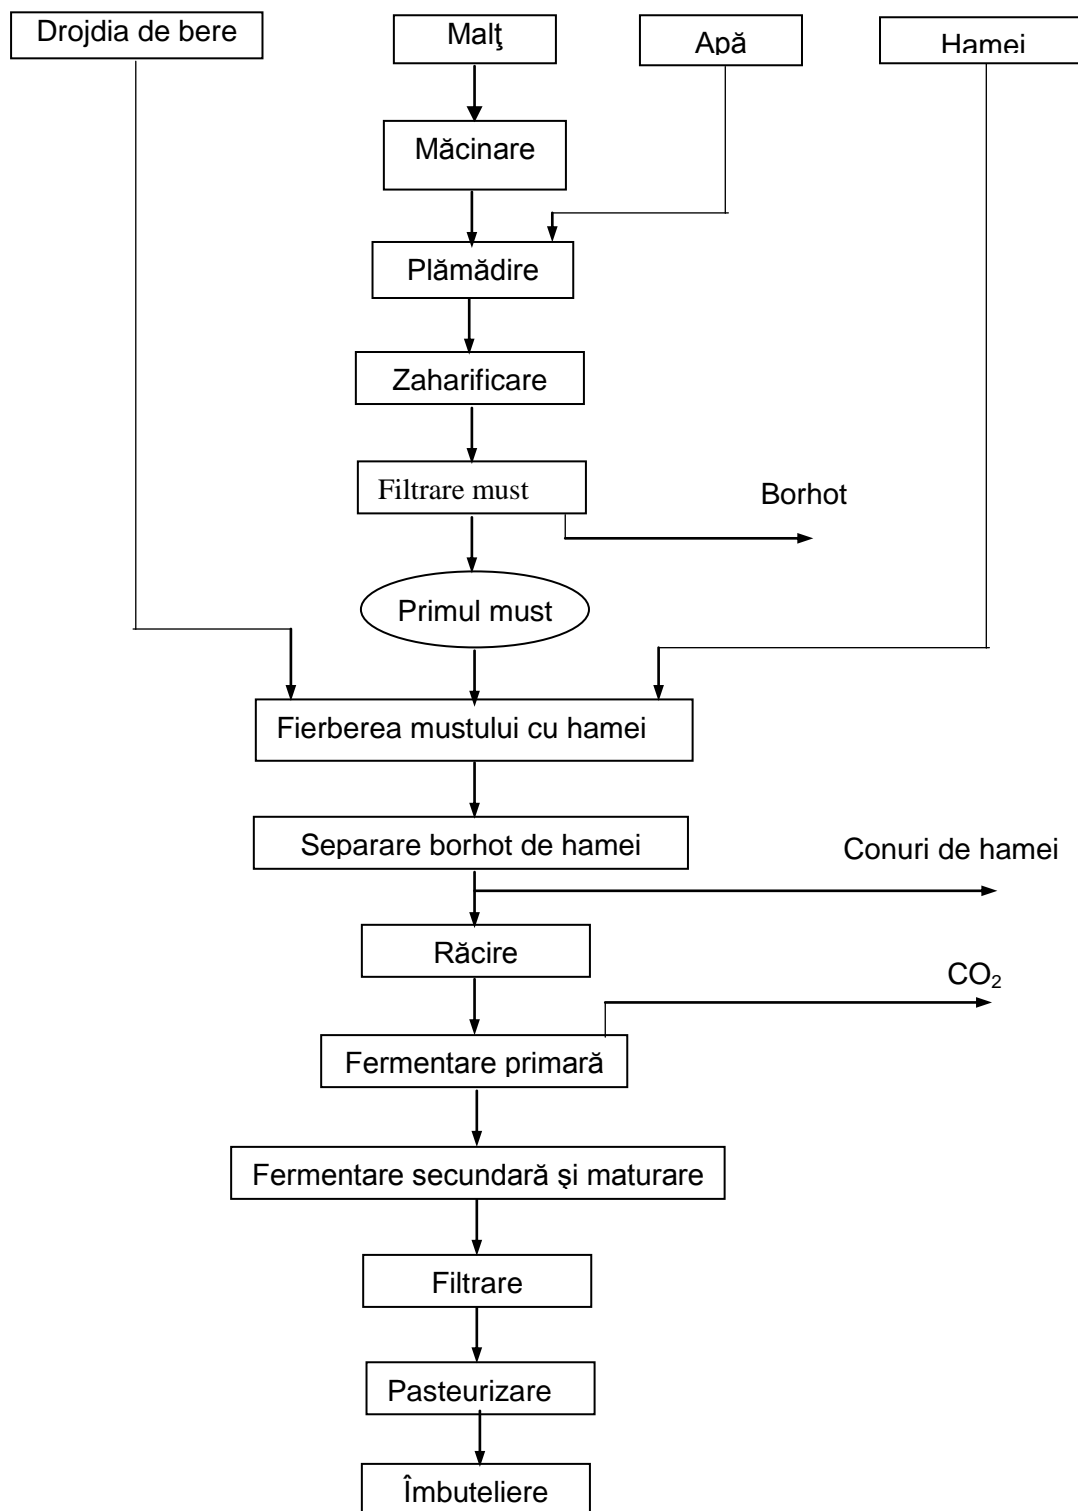 Drojdia de bere
Malţ
Apă
Hamei
Măcinare
Plămădire
Zaharificare
Filtrare must
Borhot
Primul must
Fierberea mustului cu hamei
Separare borhot de hamei
Conuri de hamei
Răcire
CO₂
Fermentare primară
Fermentare secundară şi maturare
Filtrare
Pasteurizare
Îmbuteliere